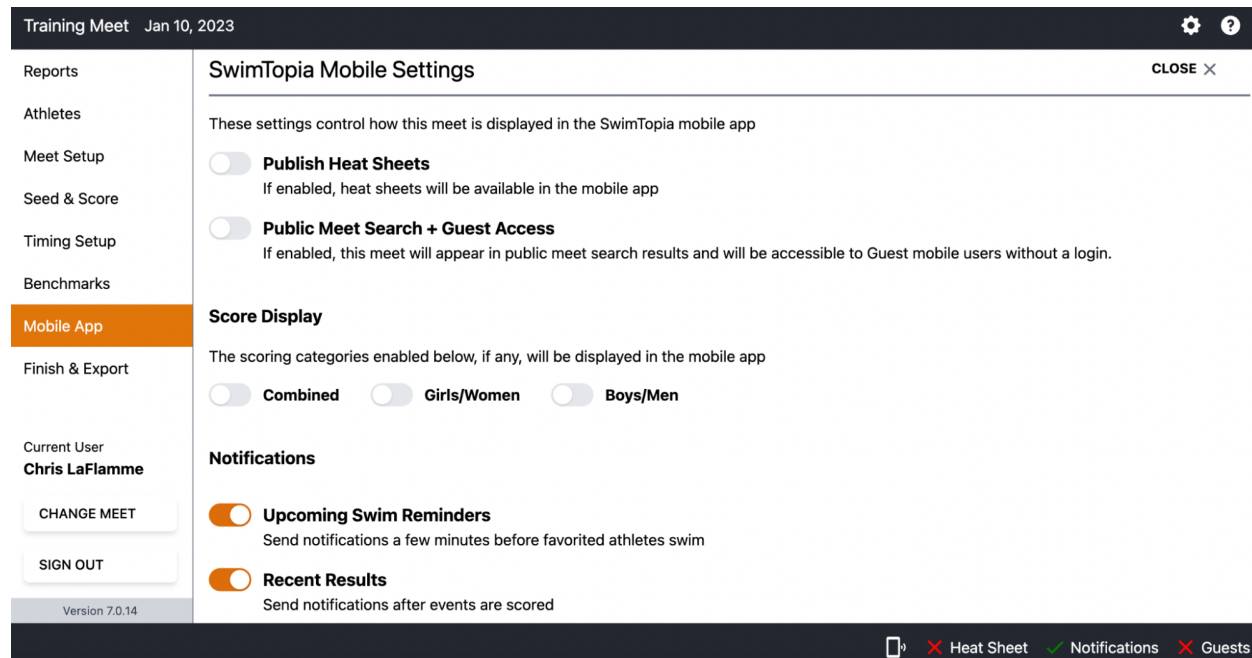 Training Meet Jan 10, 2023
Reports
Athletes
Meet Setup
Seed & Score
Timing Setup
Benchmarks
Mobile App
Finish & Export
Current User
Chris LaFlamme
CHANGE MEET
SIGN OUT
Version 7.0.14
SwimTopia Mobile Settings
CLOSE
These settings control how this meet is displayed in the SwimTopia mobile app
Publish Heat Sheets
If enabled, heat sheets will be available in the mobile app
Public Meet Search + Guest Access
If enabled, this meet will appear in public meet search results and will be accessible to Guest mobile users without a login.
Score Display
The scoring categories enabled below, if any, will be displayed in the mobile app
Combined Girls/Women Boys/Men
Notifications
Upcoming Swim Reminders
Send notifications a few minutes before favorited athletes swim
Recent Results
Send notifications after events are scored
Heat Sheet Notifications Guests